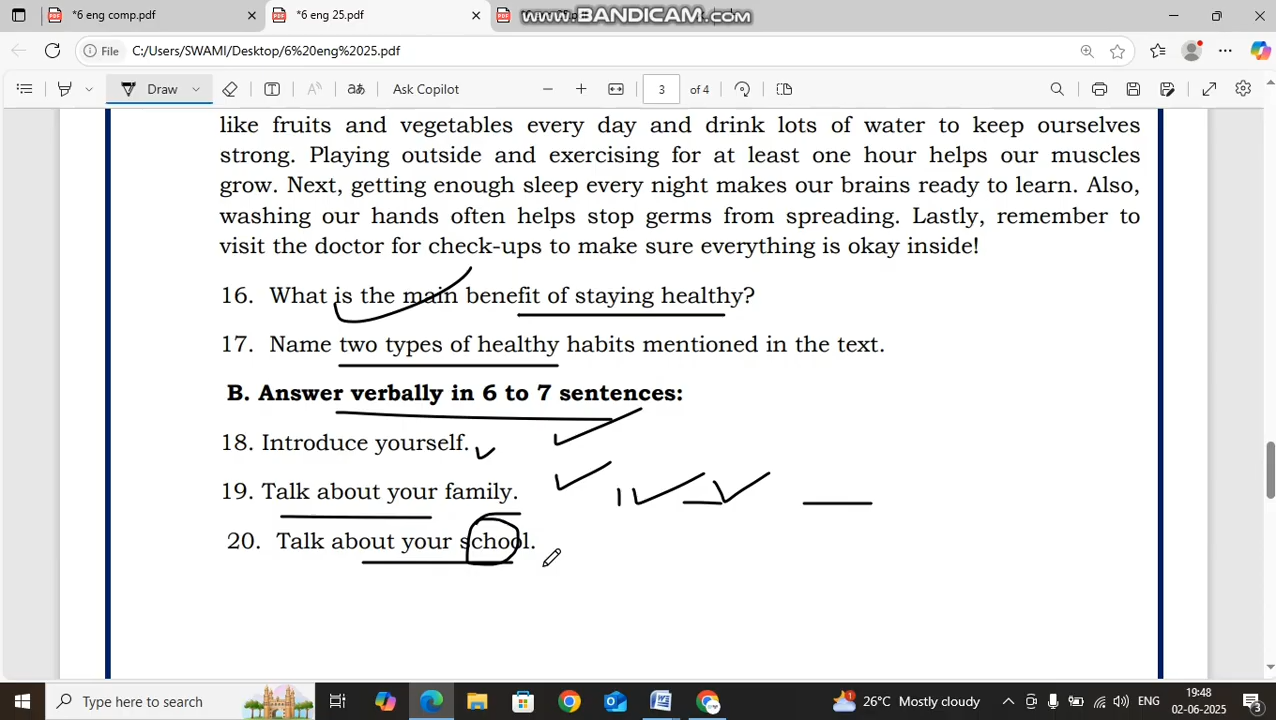 *6 eng comp.pdf
*6 eng 25.pdf
www.BANDICAM.com
File
C:/Users/SWAMI/Desktop/6%20eng%2025.pdf
Draw
Ask Copilot
3
of 4
like fruits and vegetables every day and drink lots of water to keep ourselves
strong. Playing outside and exercising for at least one hour helps our muscles
grow. Next, getting enough sleep every night makes our brains ready to learn. Also,
washing our hands often helps stop germs from spreading. Lastly, remember to
visit the doctor for check-ups to make sure everything is okay inside!
16. What is the main benefit of staying healthy?
17. Name two types of healthy habits mentioned in the text.
B. Answer verbally in 6 to 7 sentences:
18. Introduce yourself.
19. Talk about your family.
20. Talk about your school.
Type here to search
26°C Mostly cloudy
ENG
19:48
02-06-2025
3